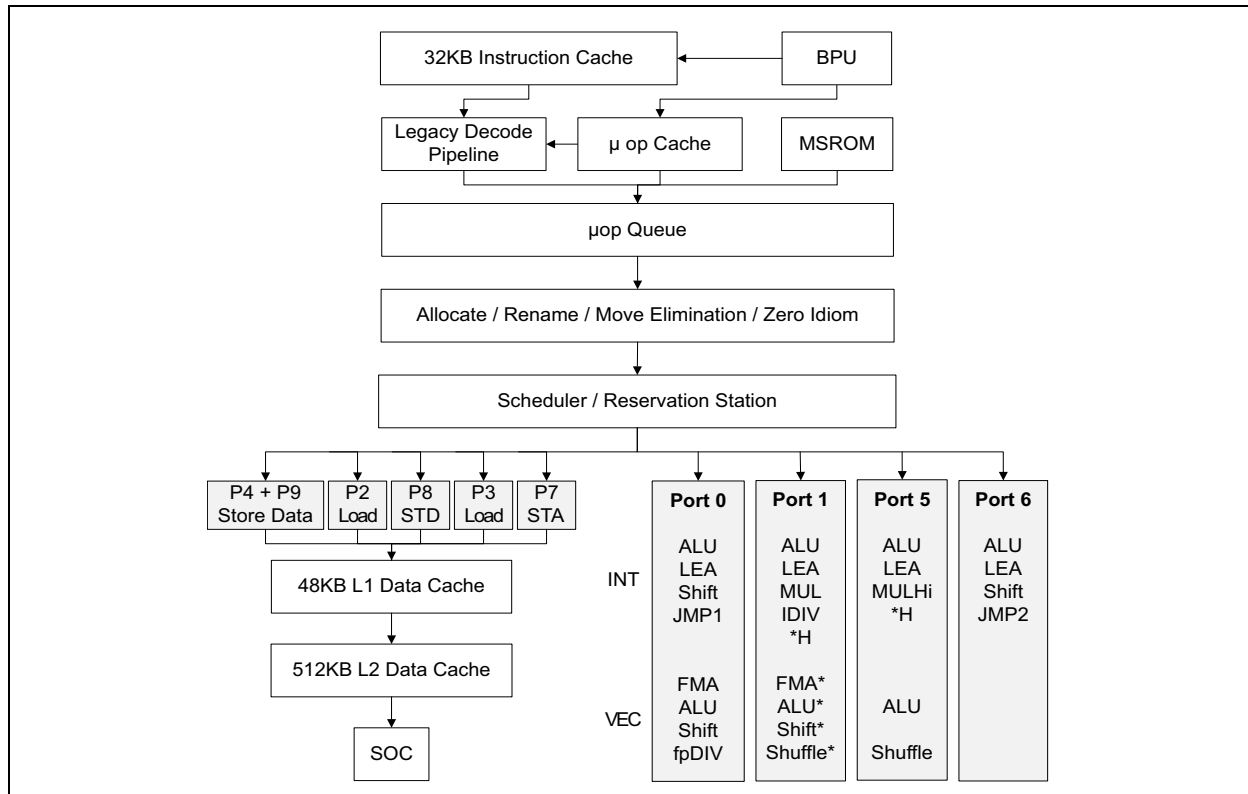 32KB Instruction Cache
BPU
Legacy Decode
Pipeline
μ op Cache
MSROM
μop Queue
Allocate / Rename / Move Elimination / Zero Idiom
Scheduler / Reservation Station
P4 + P9
Store Data
P2
Load
P8
STD
P3
Load
P7
STA
48KB L1 Data Cache
512KB L2 Data Cache
SOC
INT
VEC
Port 0
ALU
LEA
Shift
JMP1
FMA
ALU
Shift
fpDIV
Port 1
ALU
LEA
MUL
IDIV
*H
FMA*
ALU*
Shift*
Shuffle*
Port 5
ALU
LEA
MULHi
*H
ALU
Shuffle
Port 6
ALU
LEA
Shift
JMP2